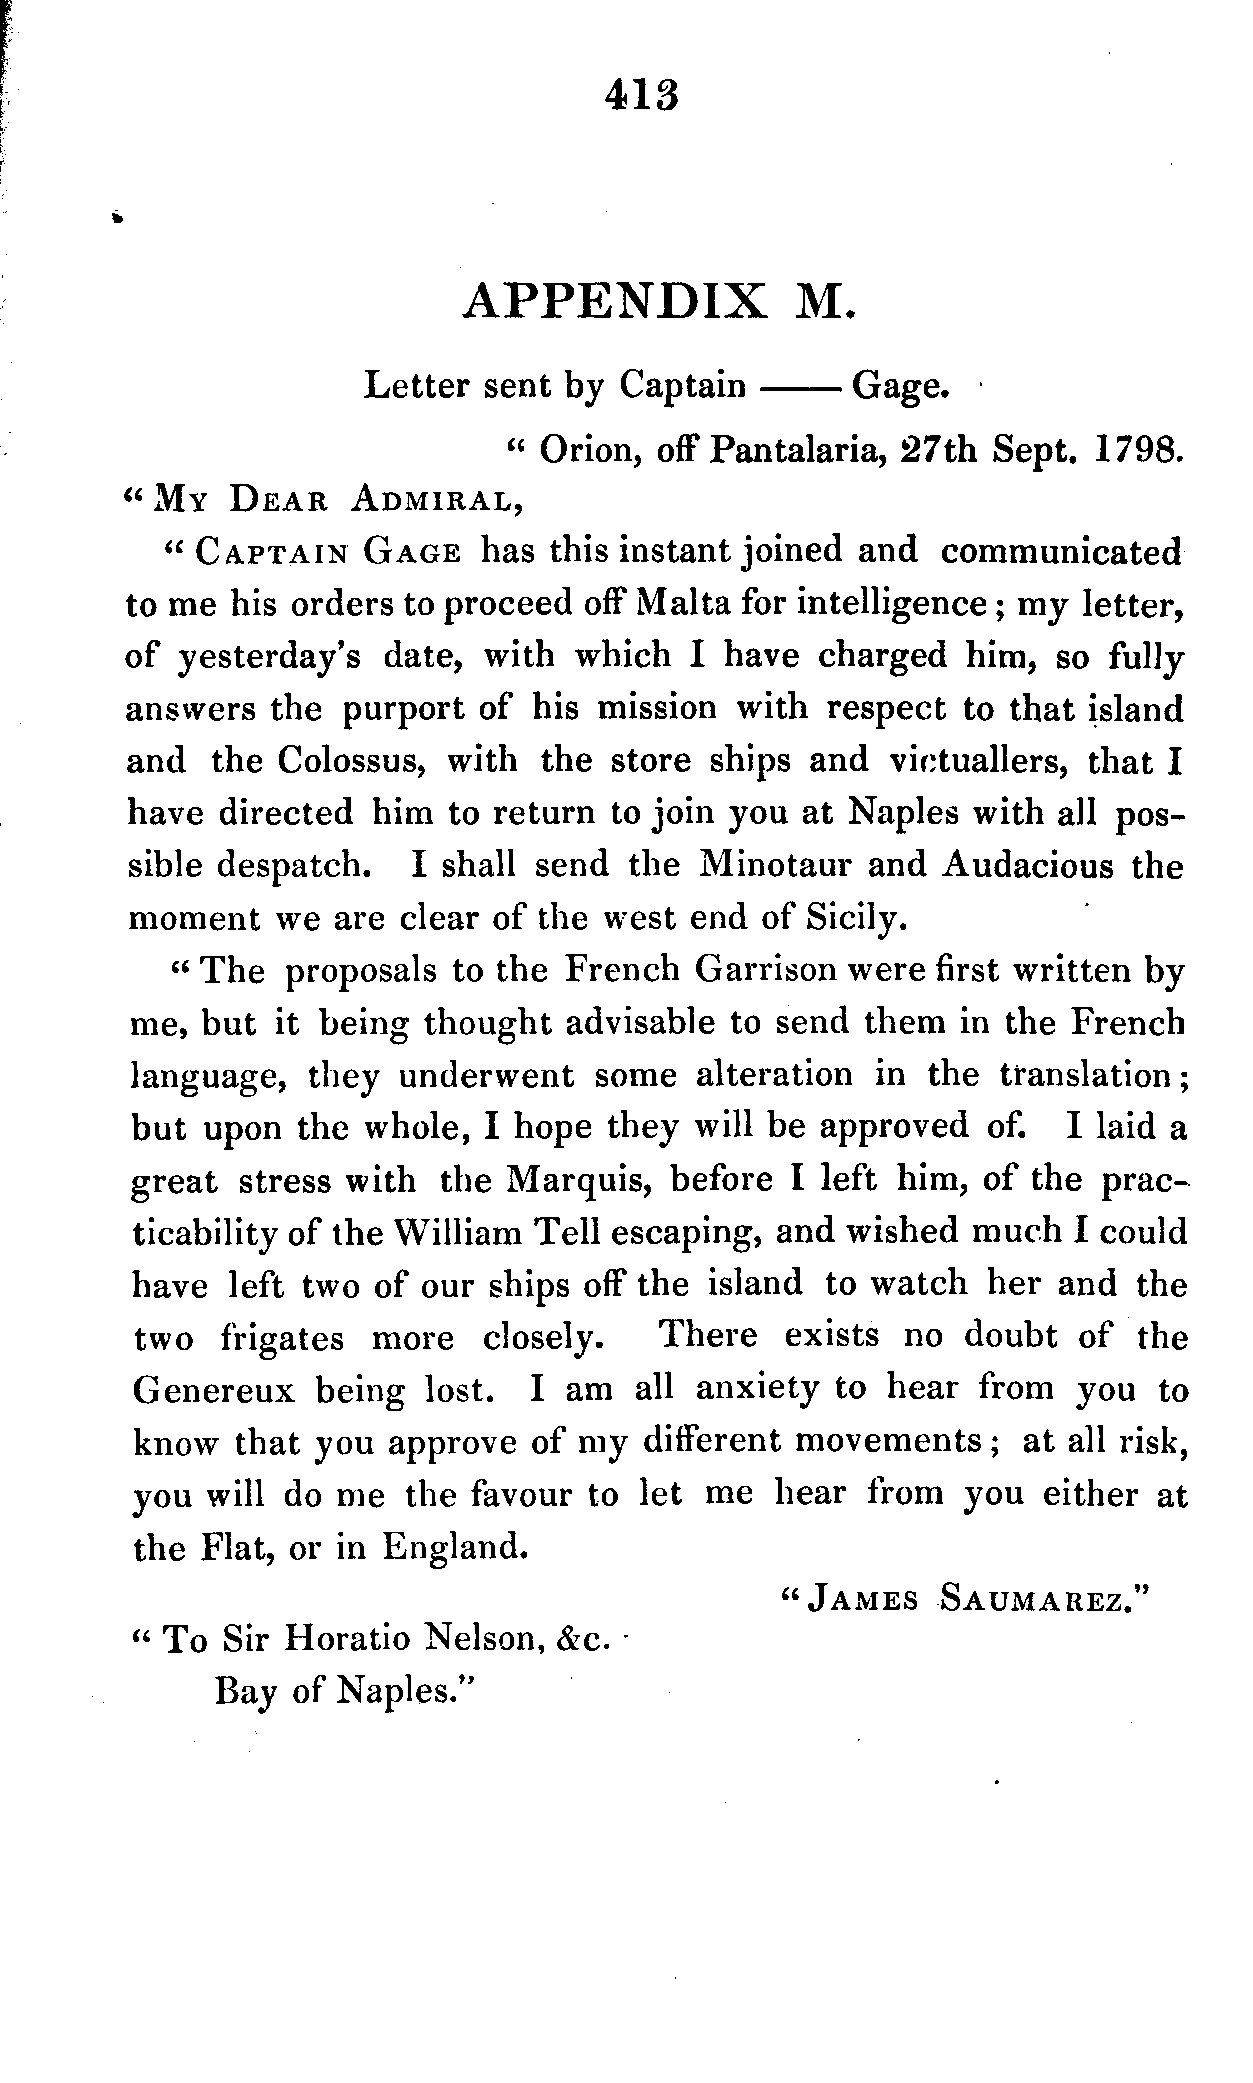 413
APPENDIX M.
Letter sent by Captain —— Gage.
“ Orion, off Pantalaria, 27th Sept. 1798.
“ MY DEAR ADMIRAL,
“ CAPTAIN GAGE has this instant joined and communicated
to me his orders to proceed off Malta for intelligence ; my letter,
of yesterday's date, with which I have charged him, so fully
answers the purport of his mission with respect to that island
and the Colossus, with the store ships and victuallers, that I
have directed him to return to join you at Naples with all pos-
sible despatch. I shall send the Minotaur and Audacious the
moment we are clear of the west end of Sicily.
“ The proposals to the French Garrison were first written by
me, but it being thought advisable to send them in the French
language, they underwent some alteration in the translation ;
but upon the whole, I hope they will be approved of. I laid a
great stress with the Marquis, before I left him, of the prac-
ticability of the William Tell escaping, and wished much I could
have left two of our ships off the island to watch her and the
two frigates more closely. There exists no doubt of the
Genereux being lost. I am all anxiety to hear from you to
know that you approve of my different movements ; at all risk,
you will do me the favour to let me hear from you either at
the Flat, or in England.
“ JAMES SAUMAREZ.”
“ To Sir Horatio Nelson, &c.
Bay of Naples.”